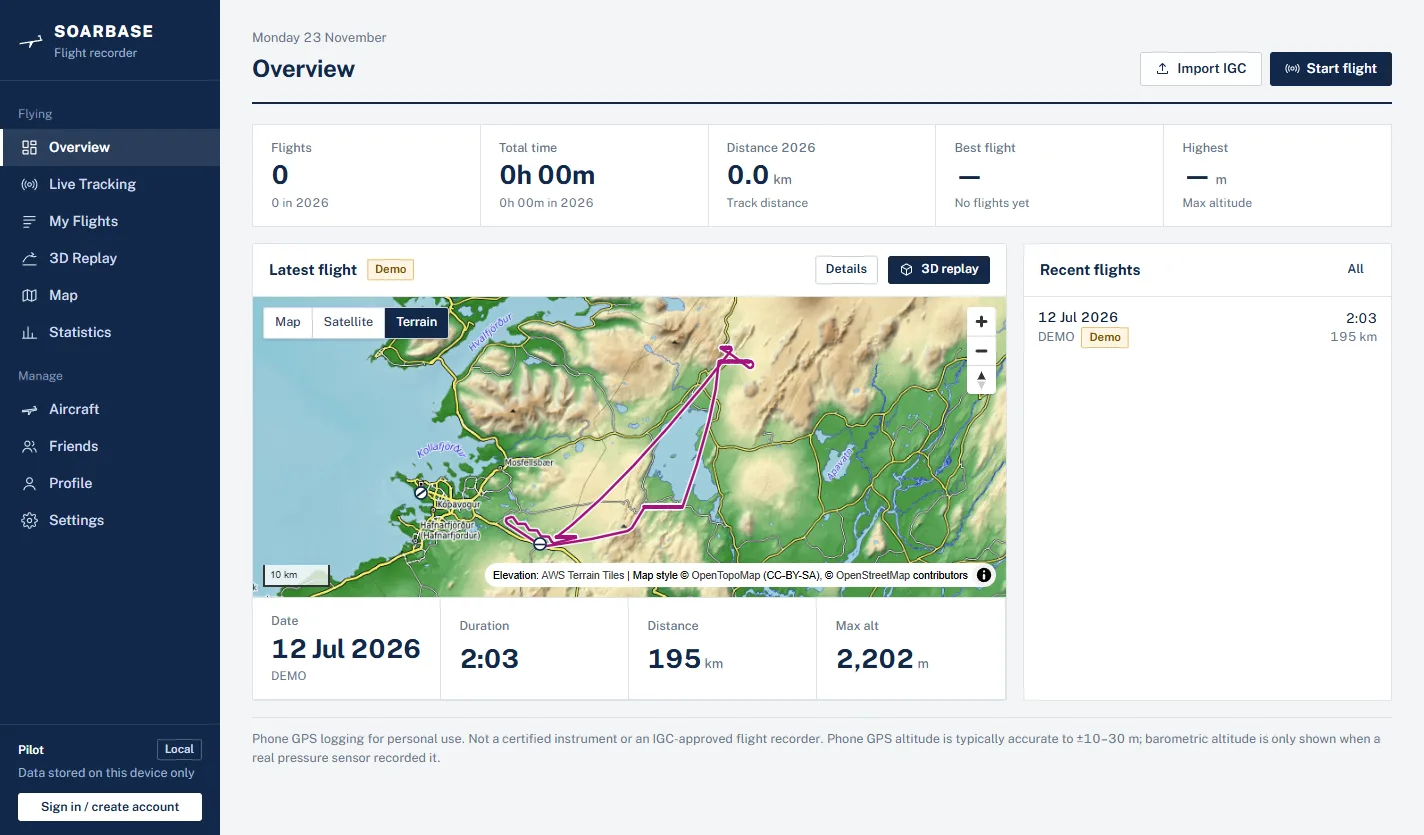 SOARBASE
Flight recorder
Flying
Overview
Live Tracking
My Flights
3D Replay
Map
Statistics
Manage
Aircraft
Friends
Profile
Settings
Pilot
Local
Data stored on this device only
Sign in / create account
Monday 23 November
Overview
Import IGC
Start flight
Flights
0
0 in 2026
Total time
0h 00m
0h 00m in 2026
Distance 2026
0.0 km
Track distance
Best flight
—
No flights yet
Highest
— m
Max altitude
Latest flight
Demo
Details
3D replay
Map
Satellite
Terrain
Hvalfjörður
Kollafjörður
Mosfellsbær
Kópavogur
Hafnarfjörður
(Hafnarfjordur)
10 km
Elevation: AWS Terrain Tiles | Map style © OpenTopoMap (CC-BY-SA), © OpenStreetMap contributors
Date
12 Jul 2026
DEMO
Duration
2:03
Distance
195 km
Max alt
2,202 m
Recent flights
All
12 Jul 2026
2:03
DEMO
Demo
195 km
Phone GPS logging for personal use. Not a certified instrument or an IGC-approved flight recorder. Phone GPS altitude is typically accurate to ±10–30 m; barometric altitude is only shown when a
real pressure sensor recorded it.